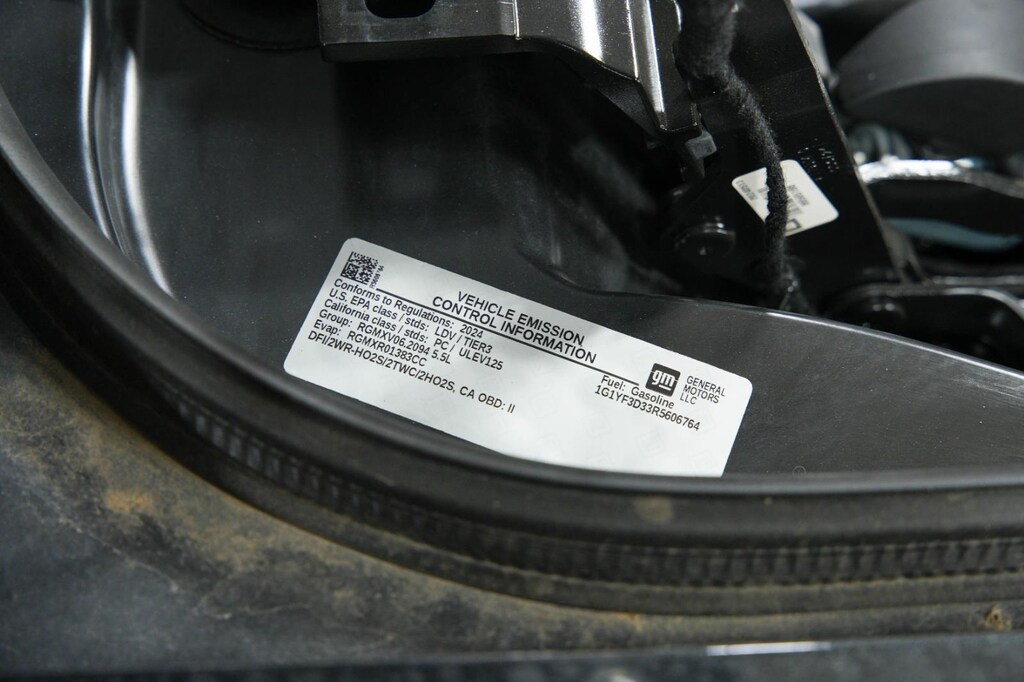 VEHICLE EMISSION
CONTROL INFORMATION
Conforms to Regulations: 2024
U.S. EPA class / stds: LDV / TIER3
California class / stds: PC / ULEV125
Group: RGMXV06.2094 5.5L
Evap: RGMXR01383CC
DFI/2WR-HO2S/2TWC/2HO2S, CA OBD: II
Fuel: Gasoline
1G1YF3D33R5606764
gm
GENERAL
MOTORS
LLC